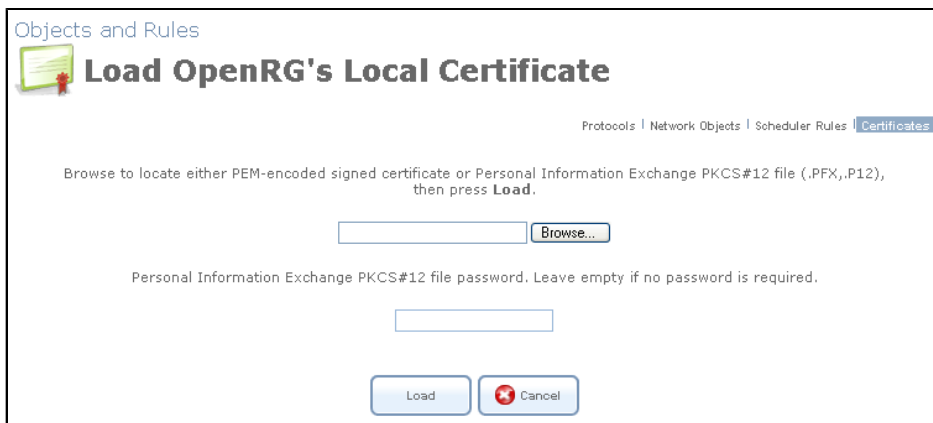 Objects and Rules
Load OpenRG's Local Certificate
Protocols | Network Objects | Scheduler Rules | Certificates
Browse to locate either PEM-encoded signed certificate or Personal Information Exchange PKCS#12 file (.PFX,.P12),
then press Load.
Browse...
Personal Information Exchange PKCS#12 file password. Leave empty if no password is required.
Load Cancel